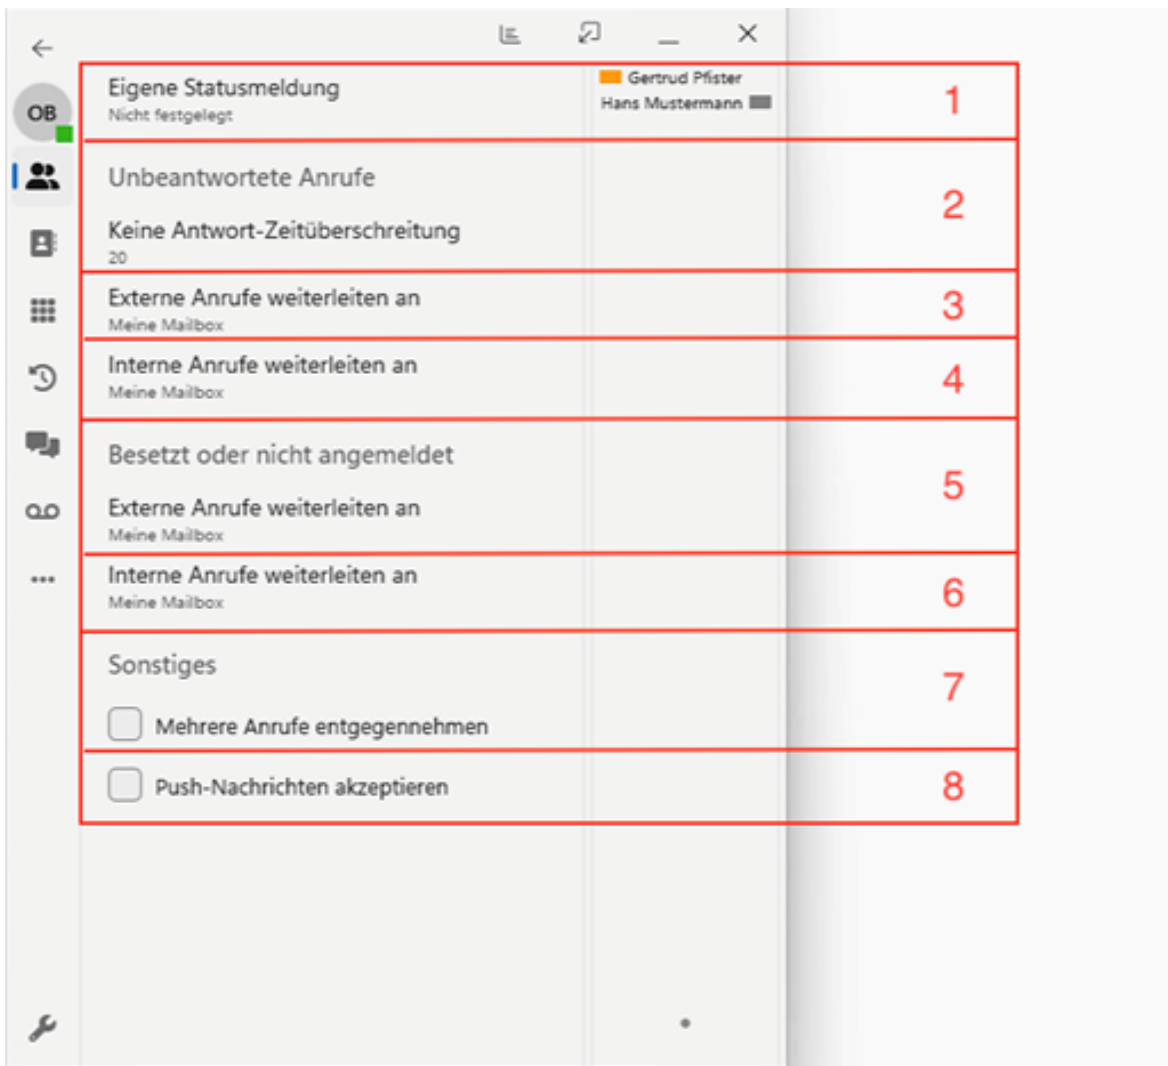 OB
Eigene Statusmeldung
Nicht festgelegt
Gertrud Pfister
Hans Mustermann
1
Unbeantwortete Anrufe
Keine Antwort-Zeitüberschreitung
20
2
Externe Anrufe weiterleiten an
Meine Mailbox
3
Interne Anrufe weiterleiten an
Meine Mailbox
4
Besetzt oder nicht angemeldet
Externe Anrufe weiterleiten an
Meine Mailbox
5
Interne Anrufe weiterleiten an
Meine Mailbox
6
Sonstiges
Mehrere Anrufe entgegennehmen
7
Push-Nachrichten akzeptieren
8